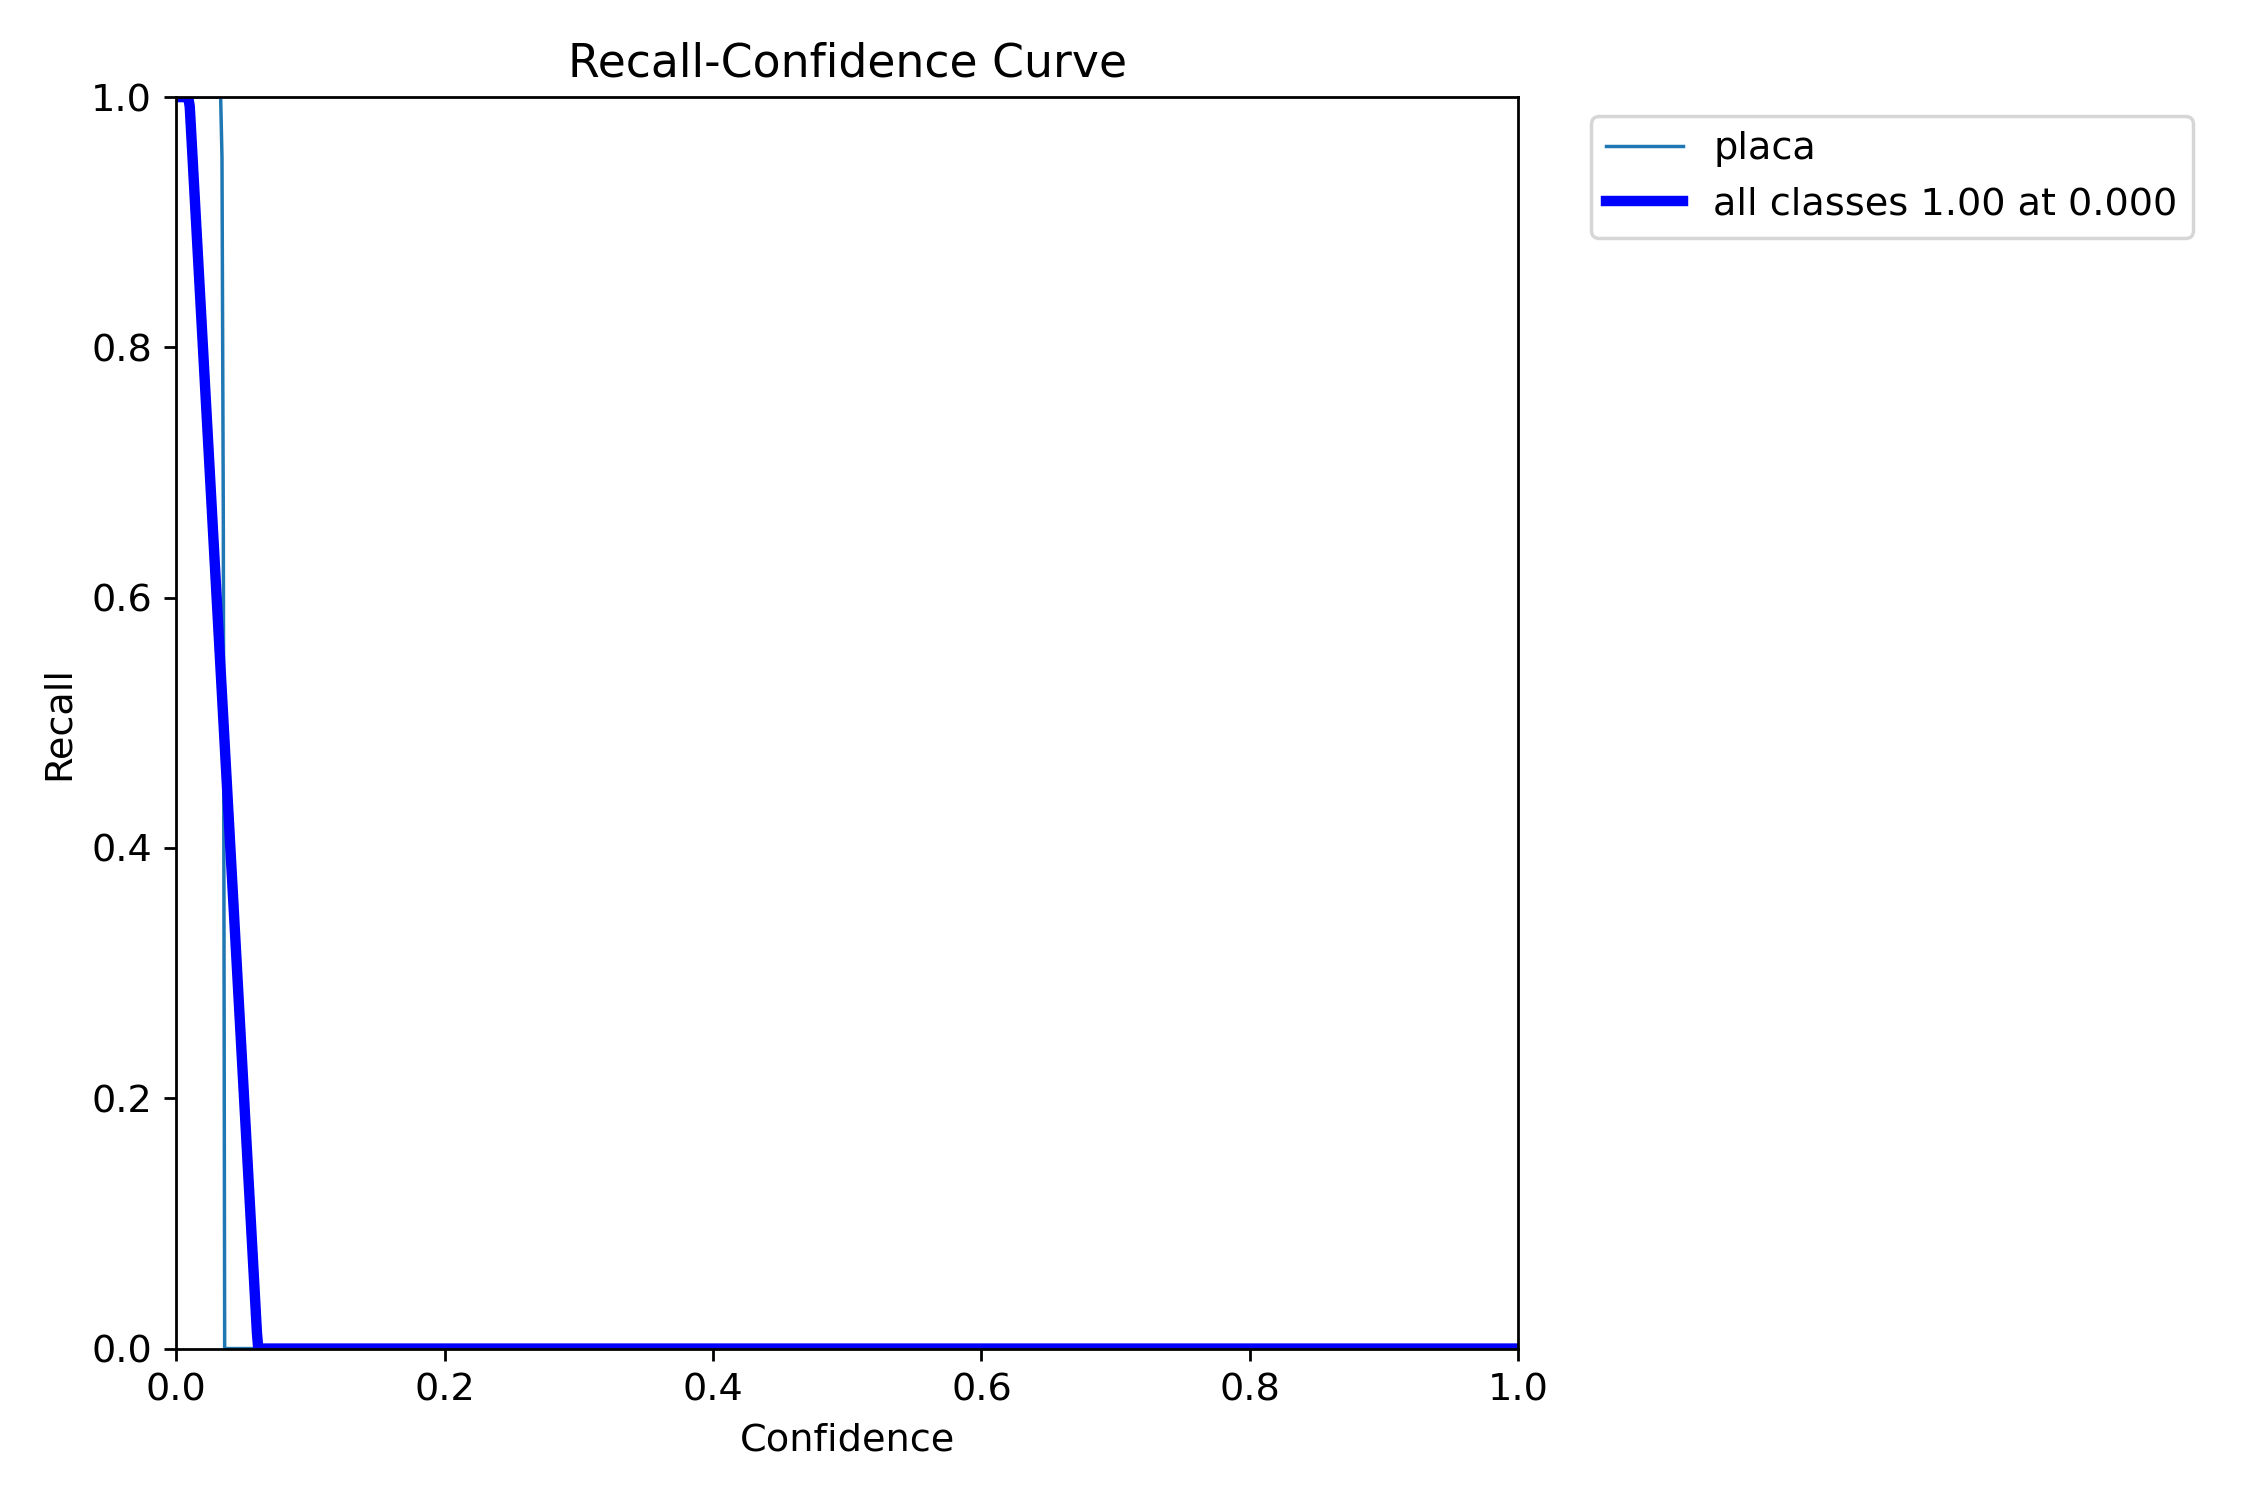 Recall-Confidence Curve
1.0
0.8
0.6
0.4
0.2
0.0
Recall
0.0 0.2 0.4 0.6 0.8 1.0
Confidence
placa
all classes 1.00 at 0.000